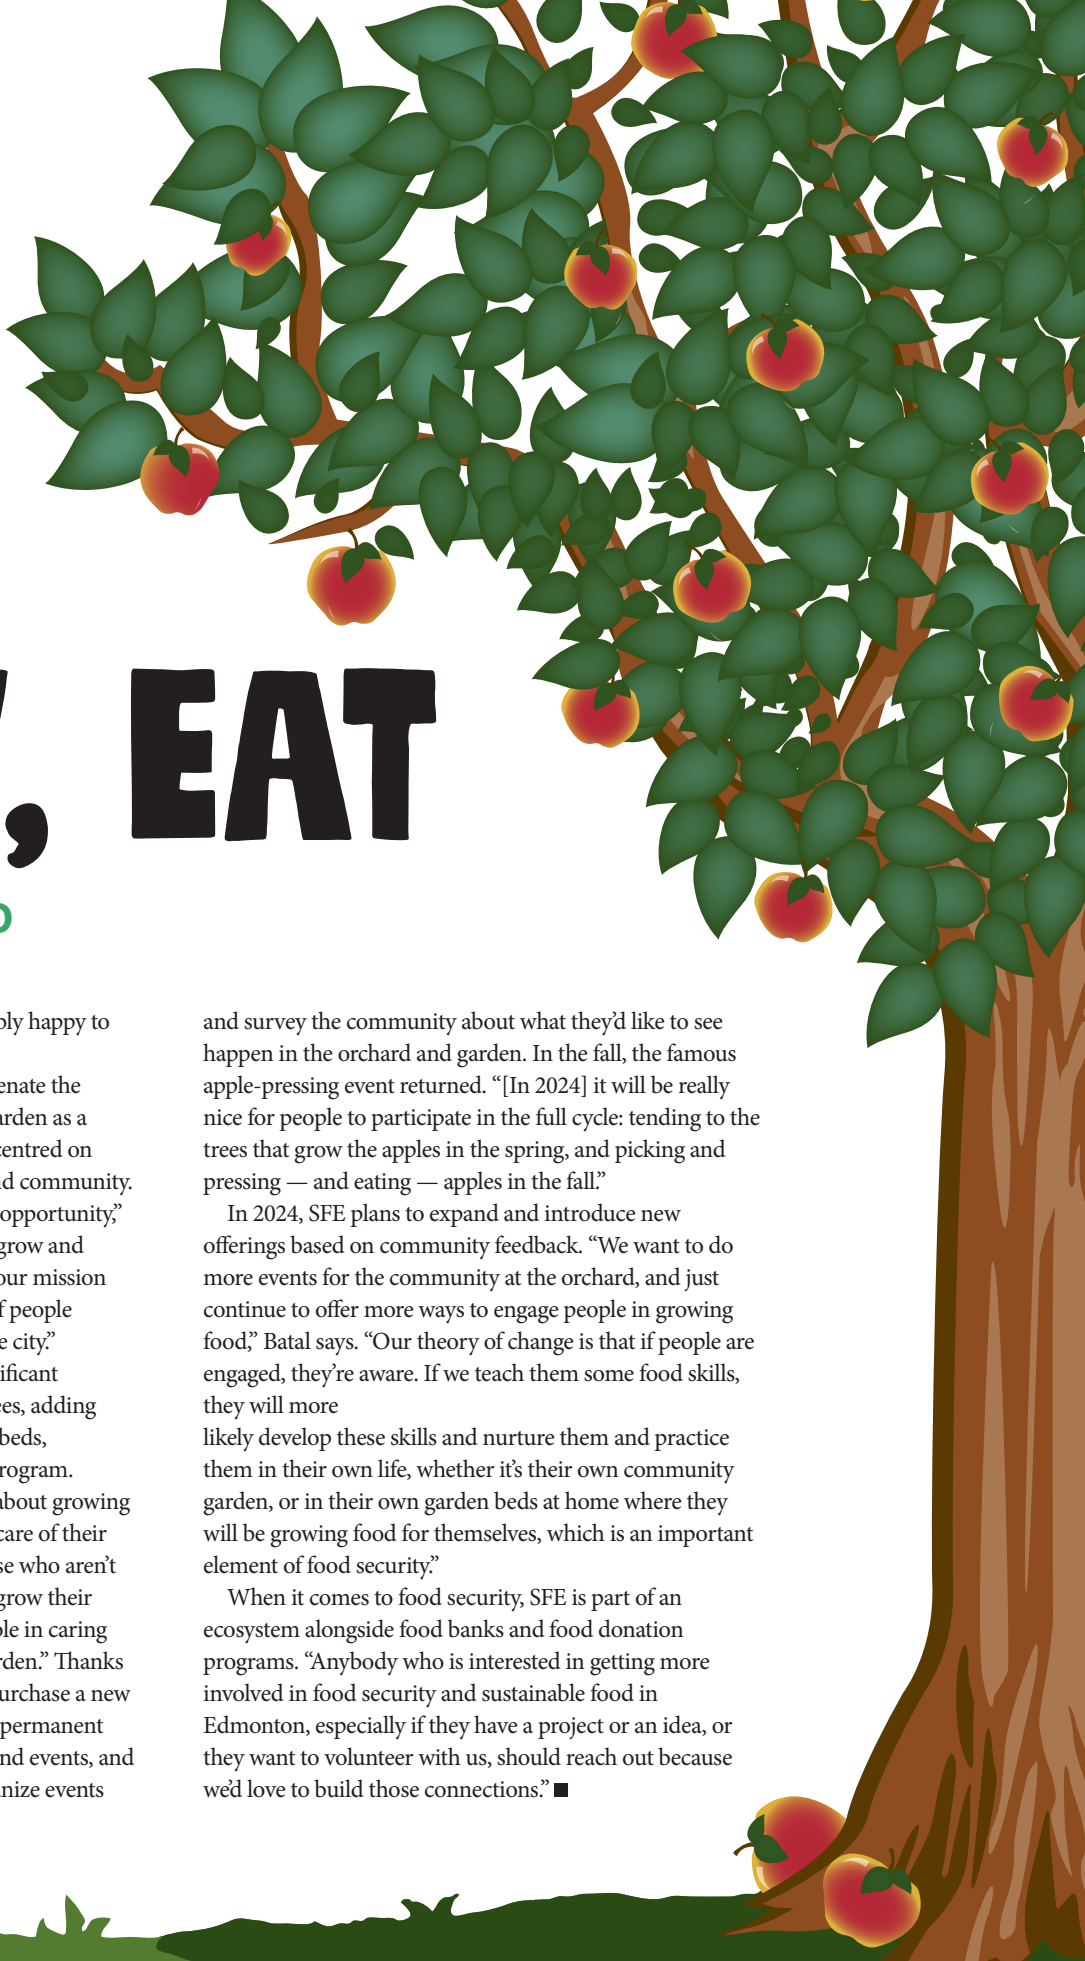 , EAT
bly happy to
enate the
arden as a
centred on
nd community.
opportunity,”
grow and
our mission
f people
e city.”
ificant
ees, adding
beds,
rogram.
about growing
care of their
se who aren’t
grow their
ole in caring
rden.” Thanks
urchase a new
permanent
nd events, and
nize events
and survey the community about what they’d like to see
happen in the orchard and garden. In the fall, the famous
apple-pressing event returned. “[In 2024] it will be really
nice for people to participate in the full cycle: tending to the
trees that grow the apples in the spring, and picking and
pressing — and eating — apples in the fall.”
In 2024, SFE plans to expand and introduce new
offerings based on community feedback. “We want to do
more events for the community at the orchard, and just
continue to offer more ways to engage people in growing
food,” Batal says. “Our theory of change is that if people are
engaged, they’re aware. If we teach them some food skills,
they will more
likely develop these skills and nurture them and practice
them in their own life, whether it’s their own community
garden, or in their own garden beds at home where they
will be growing food for themselves, which is an important
element of food security.”
When it comes to food security, SFE is part of an
ecosystem alongside food banks and food donation
programs. “Anybody who is interested in getting more
involved in food security and sustainable food in
Edmonton, especially if they have a project or an idea, or
they want to volunteer with us, should reach out because
we’d love to build those connections.” ■